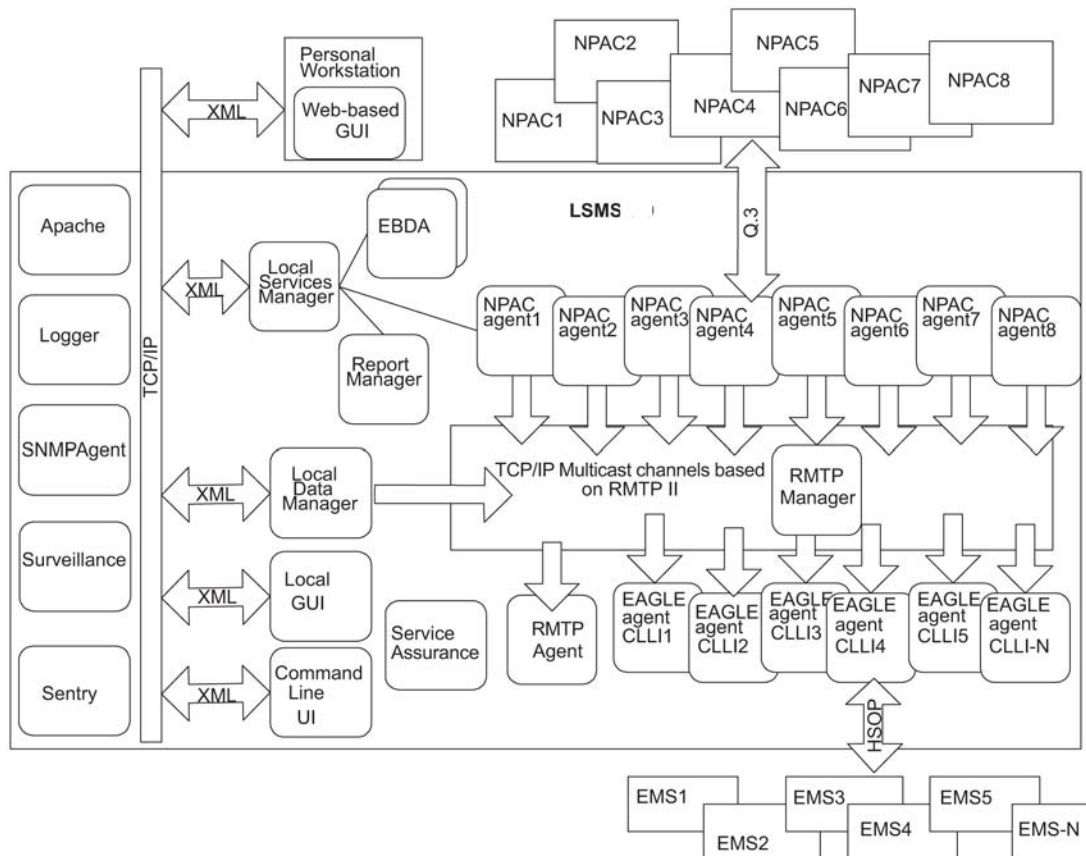 Personal
Workstation
Web-based
GUI
XML
NPAC1
NPAC2
NPAC3
NPAC4
NPAC5
NPAC6
NPAC7
NPAC8
LSMS
Q.3
TCP/IP
Apache
Logger
SNMPAgent
Surveillance
Sentry
XML
Local
Services
Manager
EBDA
Report
Manager
NPAC
agent1
NPAC
agent2
NPAC
agent3
NPAC
agent4
NPAC
agent5
NPAC
agent6
NPAC
agent7
NPAC
agent8
XML
Local
Data
Manager
TCP/IP Multicast channels based
on RMTP II
RMTP
Manager
XML
Local
GUI
XML
Command
Line
UI
Service
Assurance
RMTP
Agent
EAGLE
agent
CLLI1
EAGLE
agent
CLLI2
EAGLE
agent
CLLI3
EAGLE
agent
CLLI4
EAGLE
agent
CLLI5
EAGLE
agent
CLLI-N
HSOP
EMS1
EMS2
EMS3
EMS4
EMS5
EMS-N